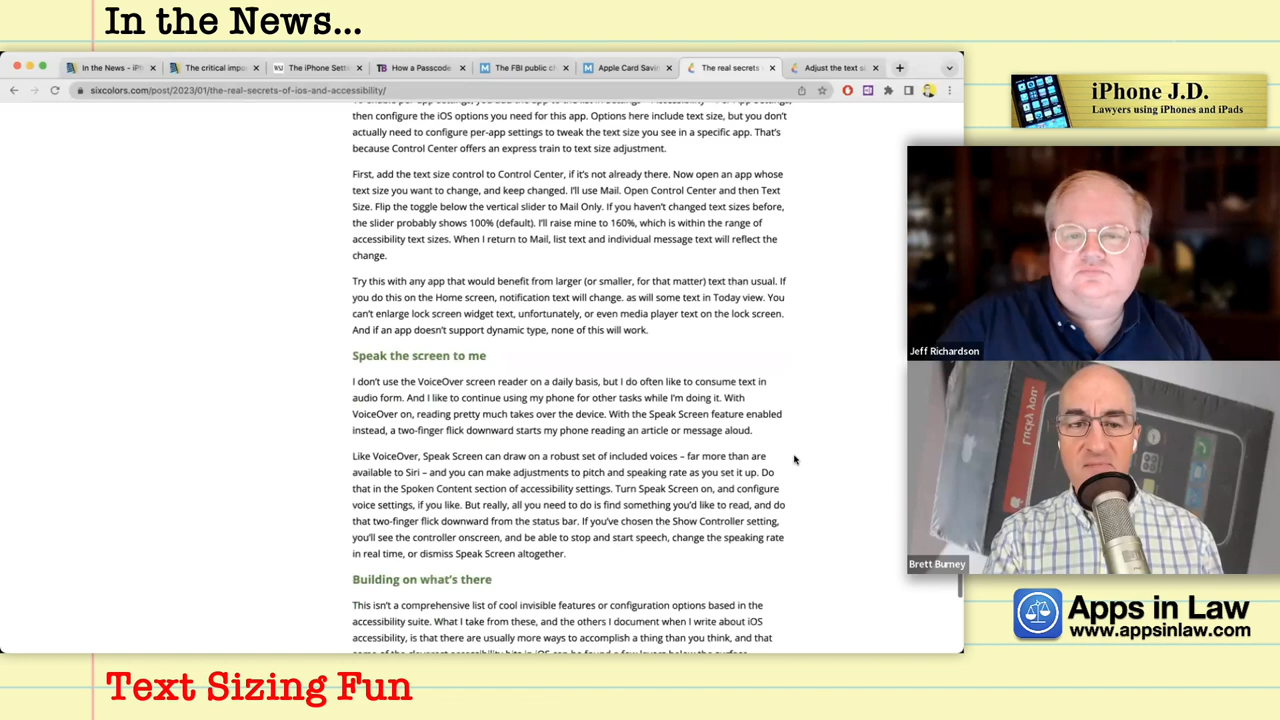 In the News...
In the News - iPh
The critical impo
The iPhone Setti
How a Passcode
The FBI public c
Apple Card Savin
The real secrets
Adjust the text si
sixcolors.com/post/2023/01/the-real-secrets-of-ios-and-accessibility/
then configure the iOS options you need for this app. Options here include text size, but you don't
actually need to configure per-app settings to tweak the text size you see in a specific app. That's
because Control Center offers an express train to text size adjustment.
First, add the text size control to Control Center, if it's not already there. Now open an app whose
text size you want to change, and keep changed. I'll use Mail. Open Control Center and then Text
Size. Flip the toggle below the vertical slider to Mail Only. If you haven't changed text sizes before,
the slider probably shows 100% (default). I'll raise mine to 160%, which is within the range of
accessibility text sizes. When I return to Mail, list text and individual message text will reflect the
change.
Try this with any app that would benefit from larger (or smaller, for that matter) text than usual. If
you do this on the Home screen, notification text will change. as will some text in Today view. You
can't enlarge lock screen widget text, unfortunately, or even media player text on the lock screen.
And if an app doesn't support dynamic type, none of this will work.
Speak the screen to me
I don't use the VoiceOver screen reader on a daily basis, but I do often like to consume text in
audio form. And I like to continue using my phone for other tasks while I'm doing it. With
VoiceOver on, reading pretty much takes over the device. With the Speak Screen feature enabled
instead, a two-finger flick downward starts my phone reading an article or message aloud.
Like VoiceOver, Speak Screen can draw on a robust set of included voices – far more than are
available to Siri – and you can make adjustments to pitch and speaking rate as you set it up. Do
that in the Spoken Content section of accessibility settings. Turn Speak Screen on, and configure
voice settings, if you like. But really, all you need to do is find something you'd like to read, and do
that two-finger flick downward from the status bar. If you've chosen the Show Controller setting,
you'll see the controller onscreen, and be able to stop and start speech, change the speaking rate
in real time, or dismiss Speak Screen altogether.
Building on what's there
This isn't a comprehensive list of cool invisible features or configuration options based in the
accessibility suite. What I take from these, and the others I document when I write about iOS
accessibility, is that there are usually more ways to accomplish a thing than you think, and that
iPhone J.D.
Lawyers using iPhones and iPads
Jeff Richardson
Brett Burney
Apps in Law
www.appsinlaw.com
Text Sizing Fun